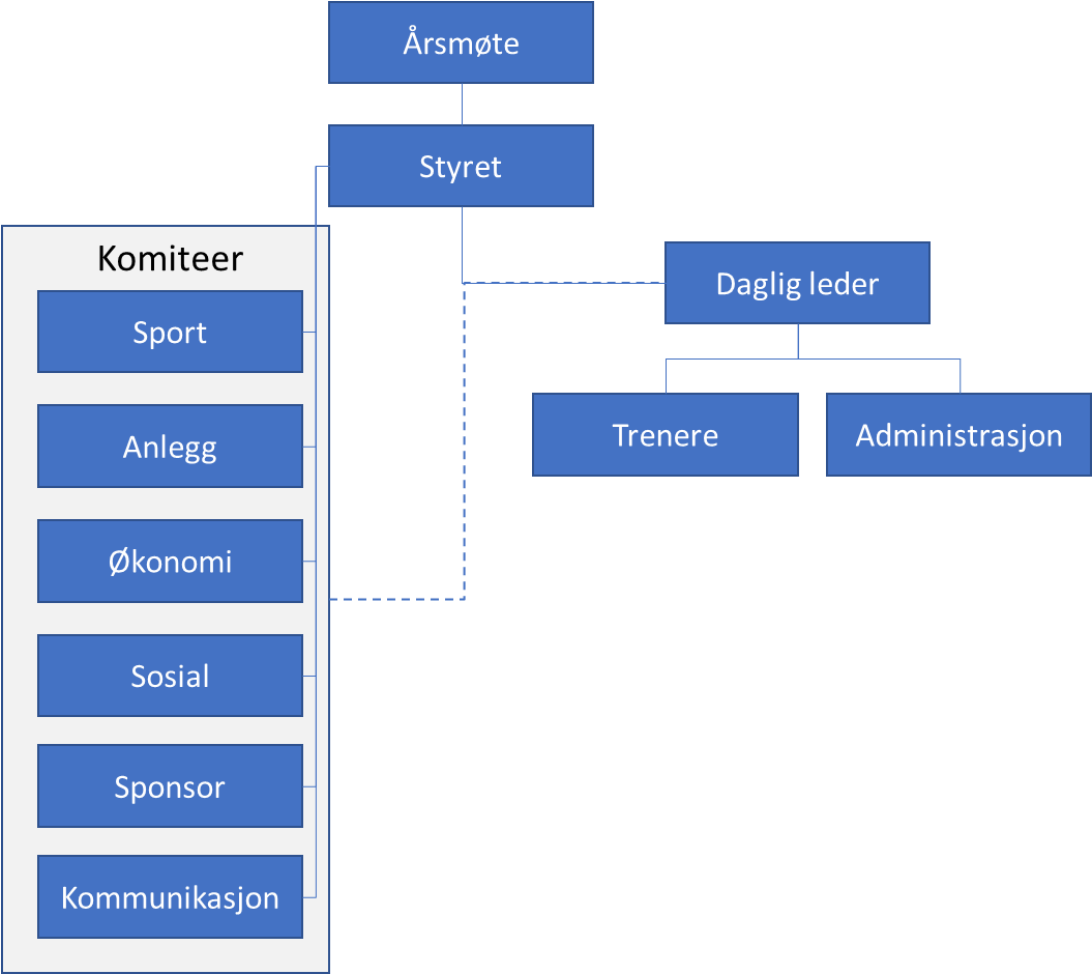 Årsmøte
Styret
Komiteer
Sport
Anlegg
Økonomi
Sosial
Sponsor
Kommunikasjon
Daglig leder
Trenere
Administrasjon